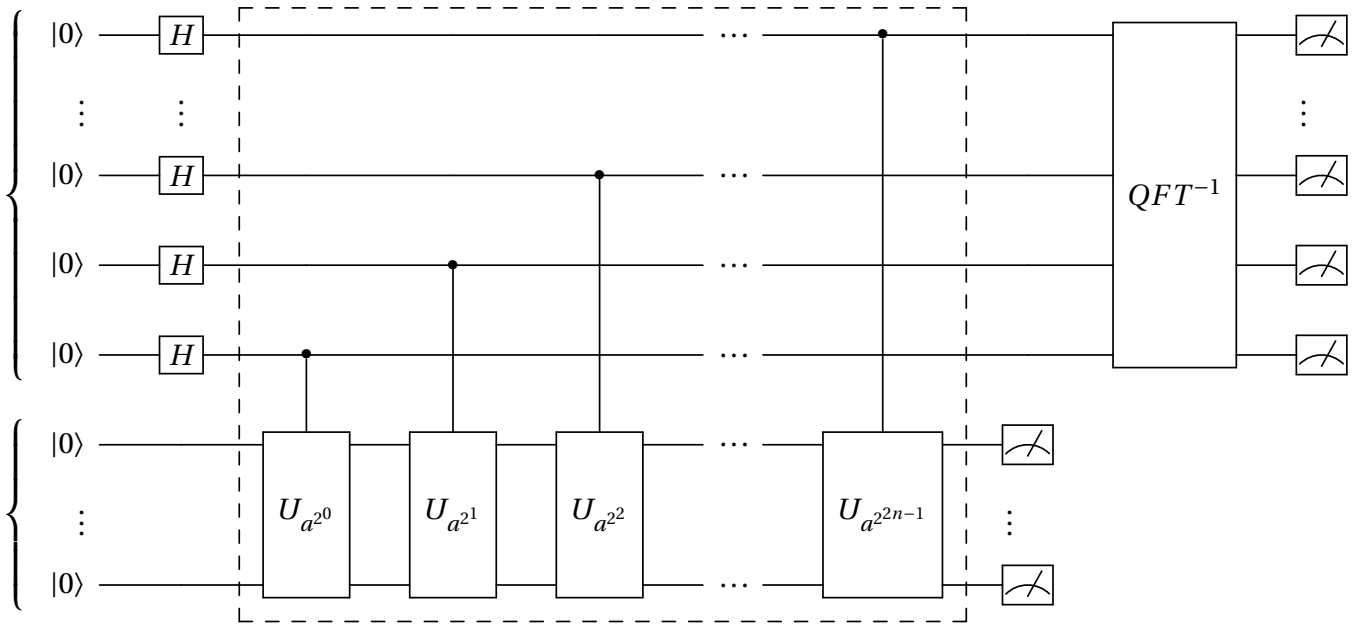 |0⟩ H ⋯
⋮ ⋮ ⋮
|0⟩ H ⋯
QFT⁻¹
|0⟩ H ⋯
|0⟩ H ⋯
|0⟩ ⋯
⋮ U_{a^{2^0}} U_{a^{2^1}} U_{a^{2^2}} U_{a^{2^{2n-1}}} ⋮
|0⟩ ⋯